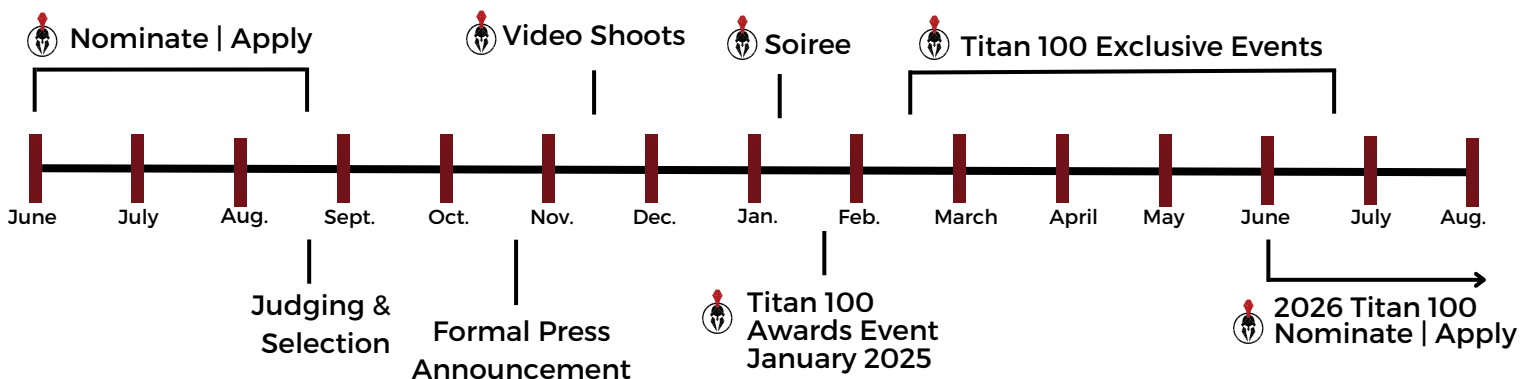 Nominate | Apply
Video Shoots
Soiree
Titan 100 Exclusive Events
June
July
Aug.
Sept.
Oct.
Nov.
Dec.
Jan.
Feb.
March
April
May
June
July
Aug.
Judging &
Selection
Formal Press
Announcement
Titan 100
Awards Event
January 2025
2026 Titan 100
Nominate | Apply